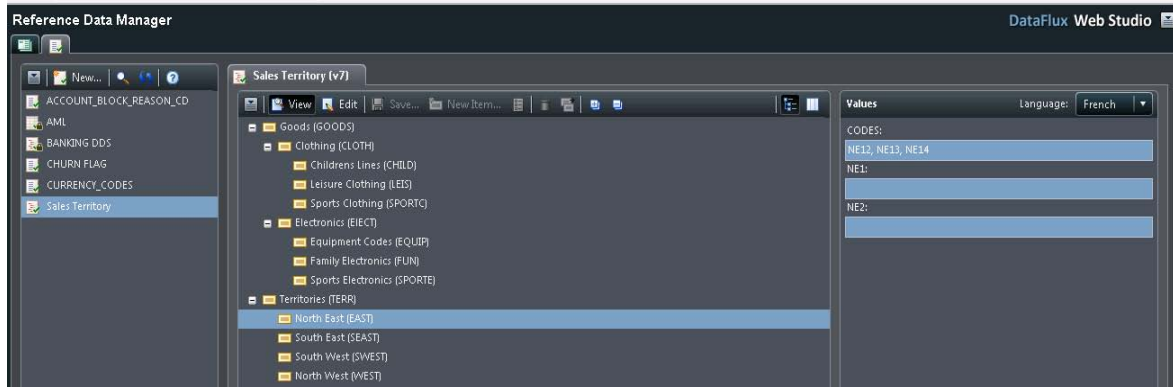 Reference Data Manager
DataFlux Web Studio
New...
ACCOUNT_BLOCK_REASON_CD
AML
BANKING DDS
CHURN FLAG
CURRENCY_CODES
Sales Territory
Sales Territory (v7)
View Edit Save... New Item...
Goods (GOODS)
Clothing (CLOTH)
Childrens Lines (CHILD)
Leisure Clothing (LEIS)
Sports Clothing (SPORTC)
Electronics (ElECT)
Equipment Codes (EQUIP)
Family Electronics (FUN)
Sports Electronics (SPORTE)
Territories (TERR)
North East (EAST)
South East (SEAST)
South West (SWEST)
North West (WEST)
Values Language: French
CODES:
NE12, NE13, NE14
NE1:
NE2: